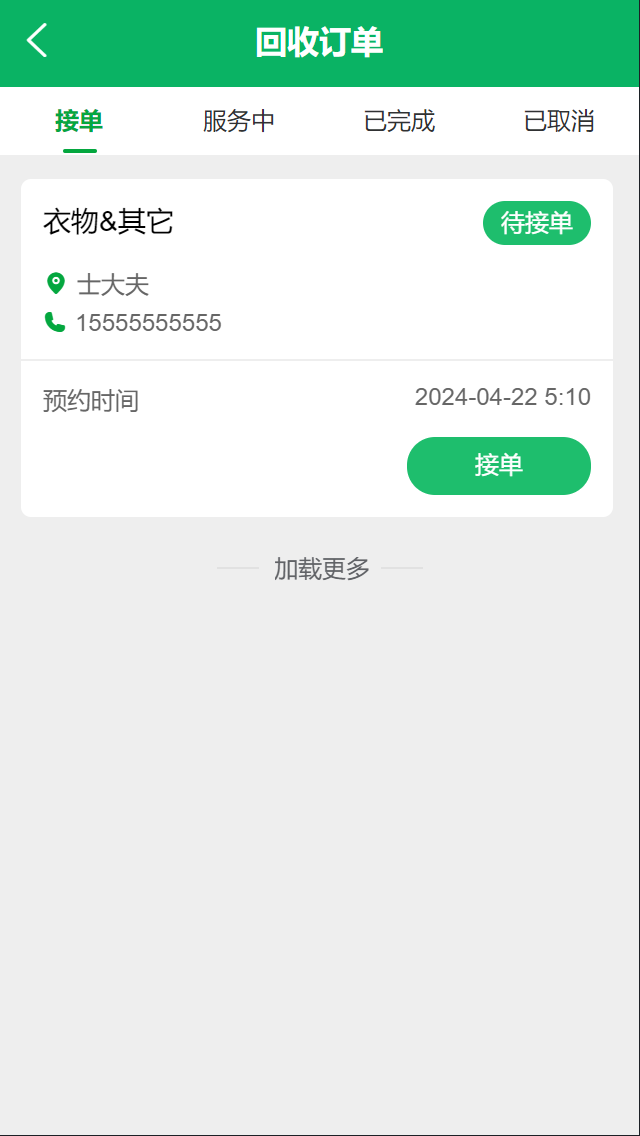 回收订单
接单 服务中 已完成 已取消
衣物&其它 待接单
士大夫
15555555555
预约时间 2024-04-22 5:10
接单
加载更多